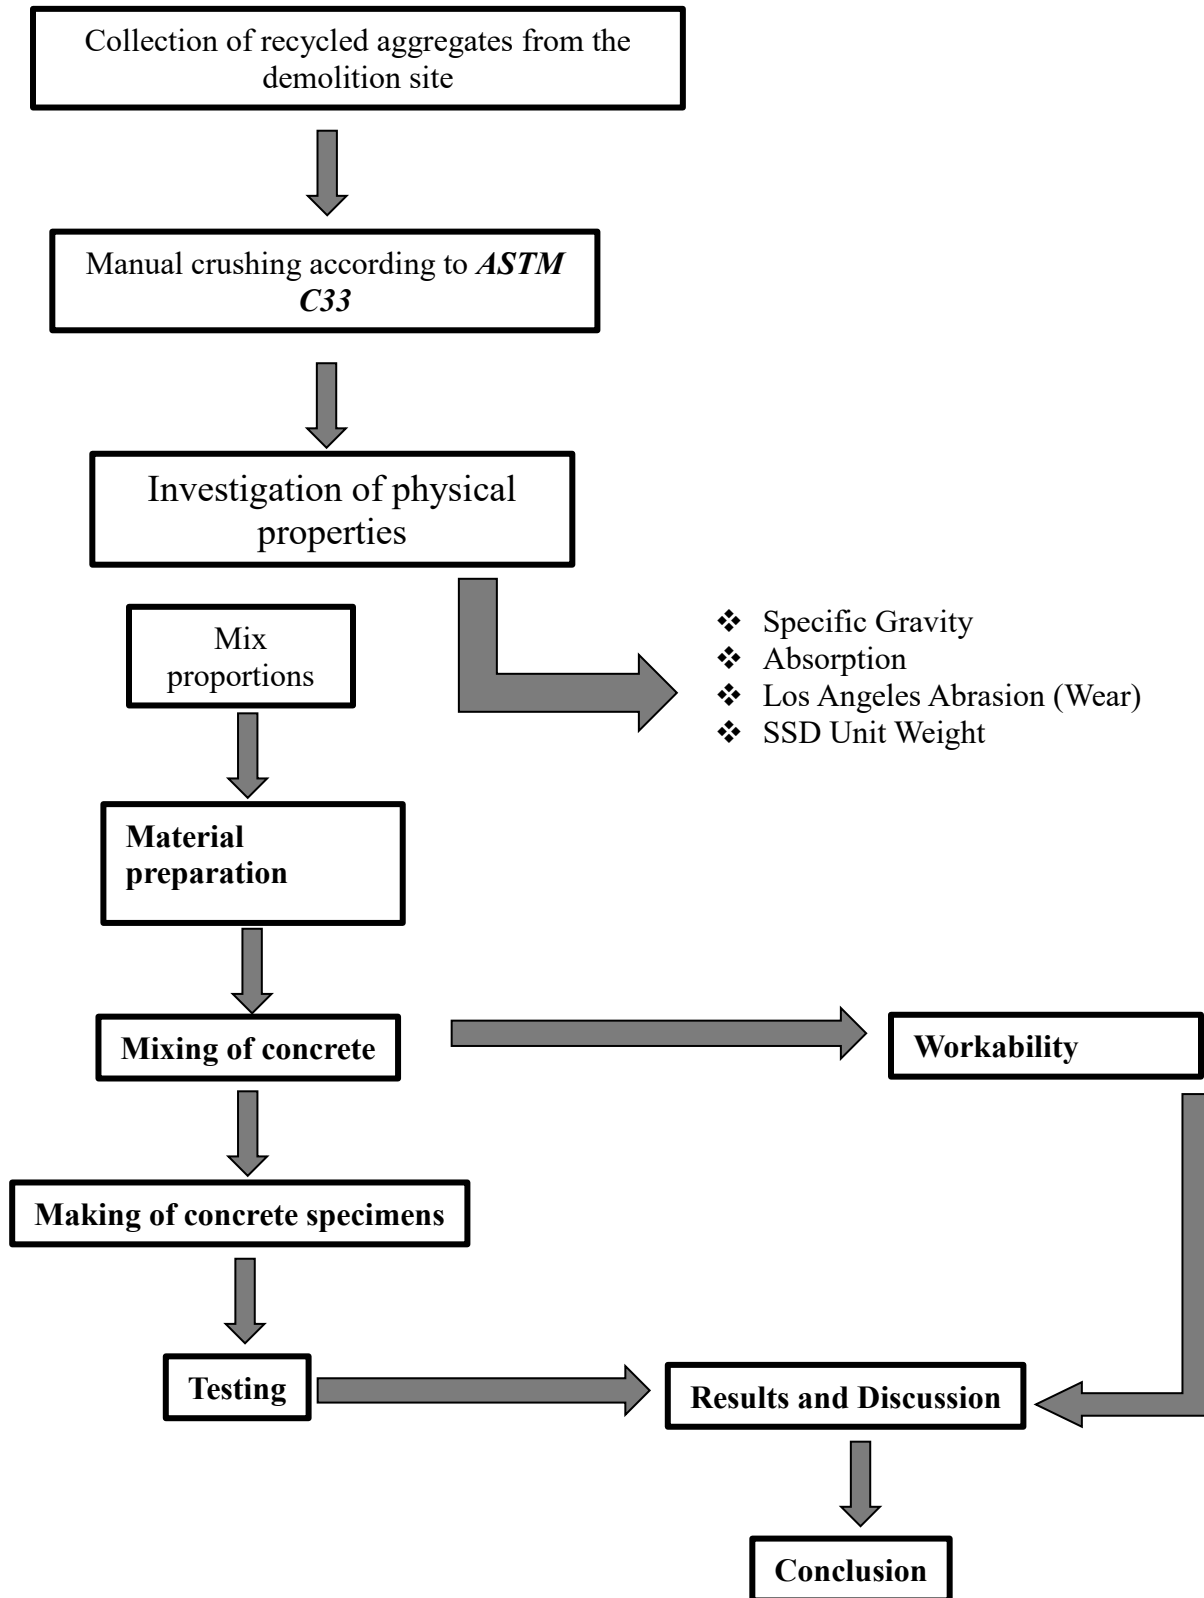 Collection of recycled aggregates from the
demolition site
Manual crushing according to ASTM
C33
Investigation of physical
properties
Mix
proportions
❖ Specific Gravity
❖ Absorption
❖ Los Angeles Abrasion (Wear)
❖ SSD Unit Weight
Material
preparation
Mixing of concrete
Workability
Making of concrete specimens
Testing
Results and Discussion
Conclusion